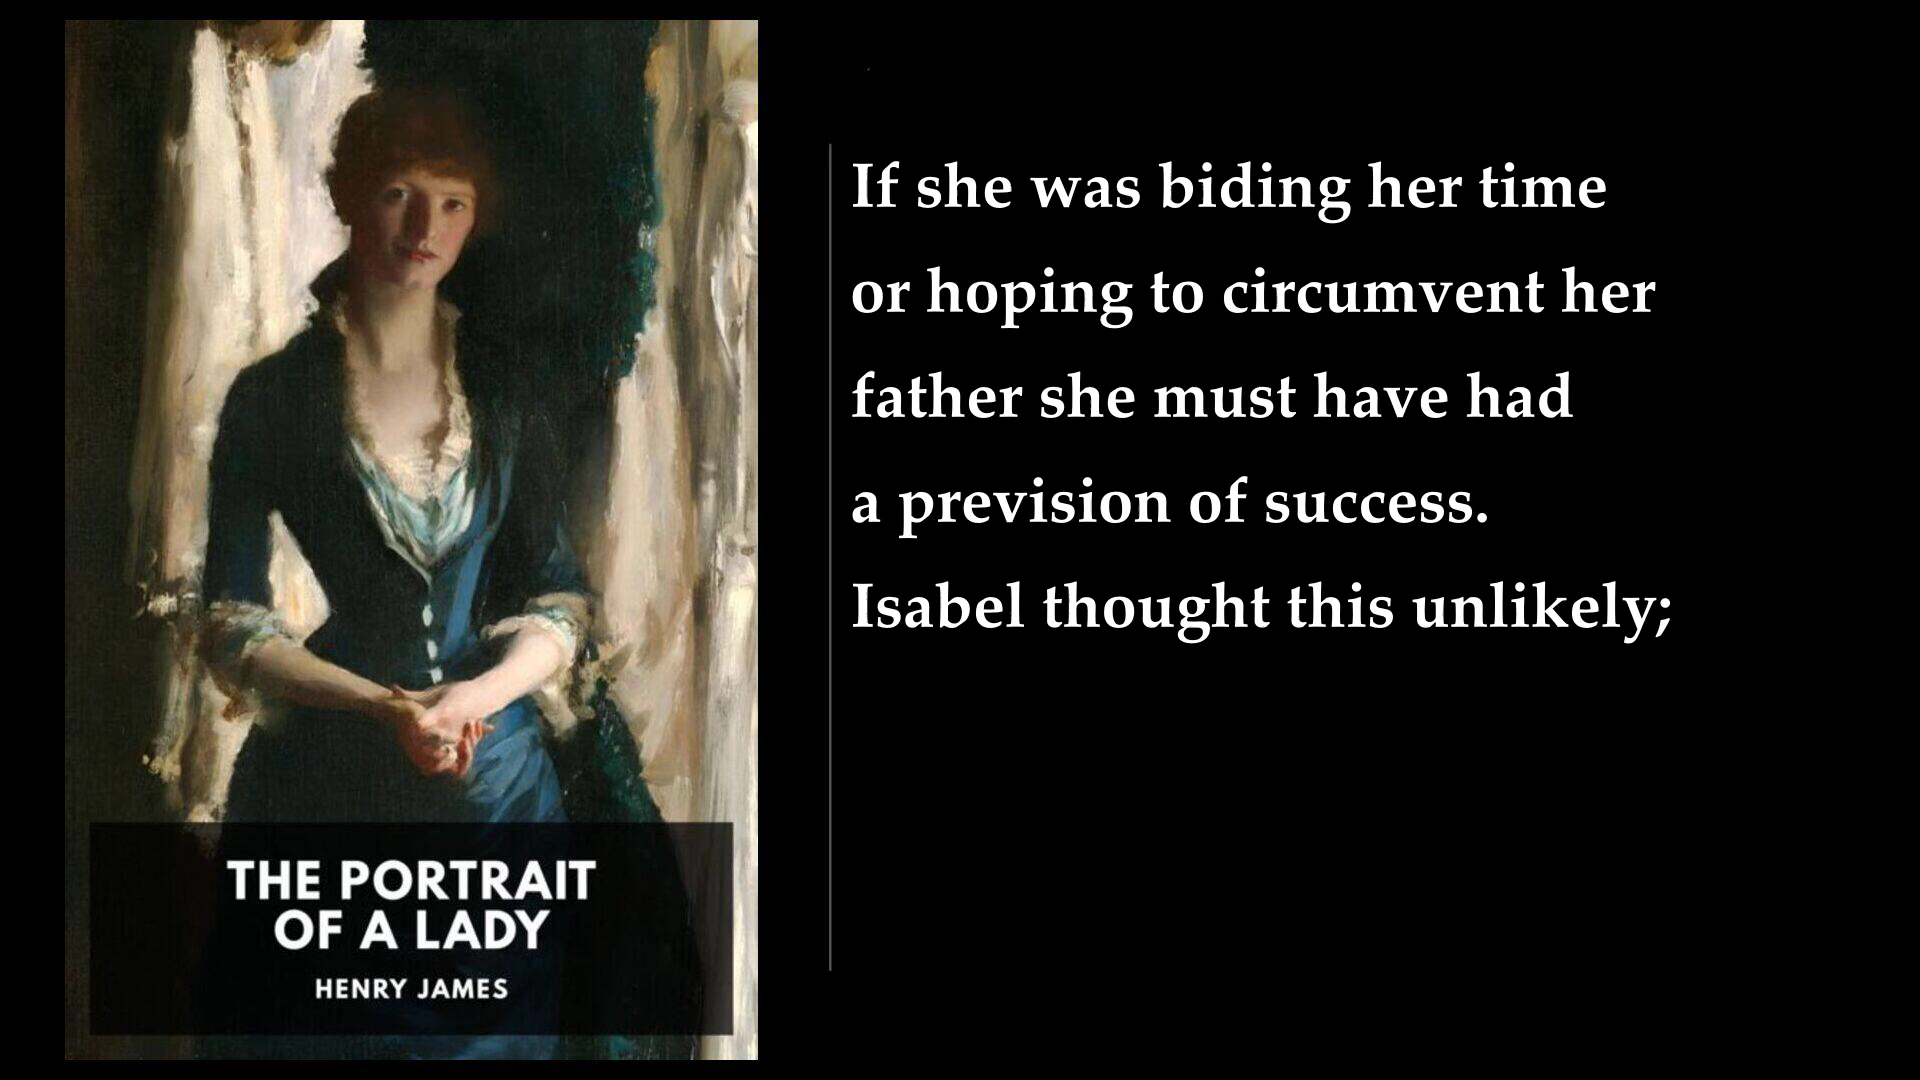 If she was biding her time
or hoping to circumvent her
father she must have had
a prevision of success.
Isabel thought this unlikely;
THE PORTRAIT
OF A LADY
HENRY JAMES